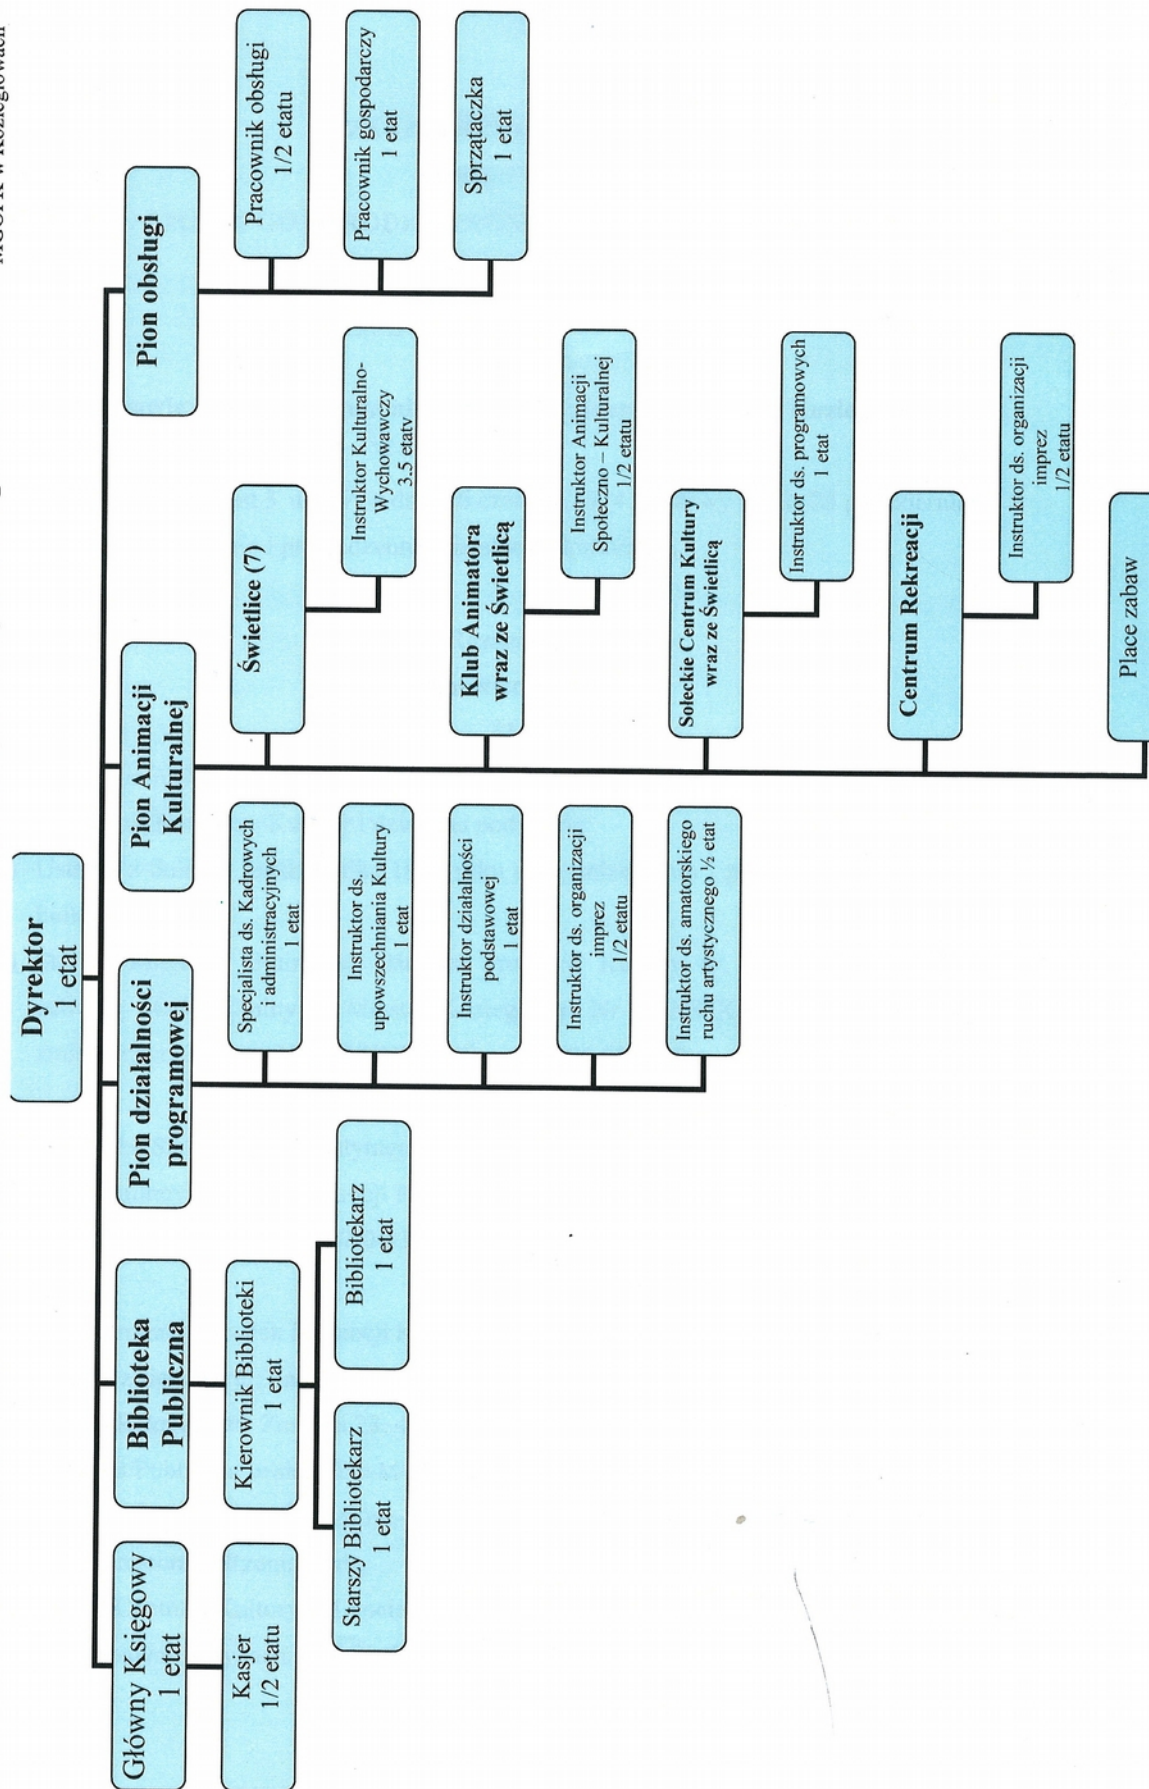 MGOPK w Koziegłowach
Dyrektor
1 etat
Główny Księgowy
1 etat
Kasjer
1/2 etatu
Biblioteka
Publiczna
Kierownik Biblioteki
1 etat
Starszy Bibliotekarz
1 etat
Bibliotekarz
1 etat
Pion działalności
programowej
Specjalista ds. Kadrowych
i administracyjnych
1 etat
Instruktor ds.
upowszechniania Kultury
1 etat
Instruktor działalności
podstawowej
1 etat
Instruktor ds. organizacji
imprez
1/2 etatu
Instruktor ds. amatorskiego
ruchu artystycznego ½ etat
Pion Animacji
Kulturalnej
Świetlice (7)
Instruktor Kulturalno-
Wychowawczy
3.5 etaty
Klub Animatora
wraz ze Świetlicą
Instruktor Animacji
Społeczno – Kulturalnej
1/2 etatu
Sołeckie Centrum Kultury
wraz ze Świetlicą
Instruktor ds. programowych
1 etat
Centrum Rekreacji
Instruktor ds. organizacji
imprez
1/2 etatu
Place zabaw
Pion obsługi
Pracownik obsługi
1/2 etatu
Pracownik gospodarczy
1 etat
Sprzątaczka
1 etat